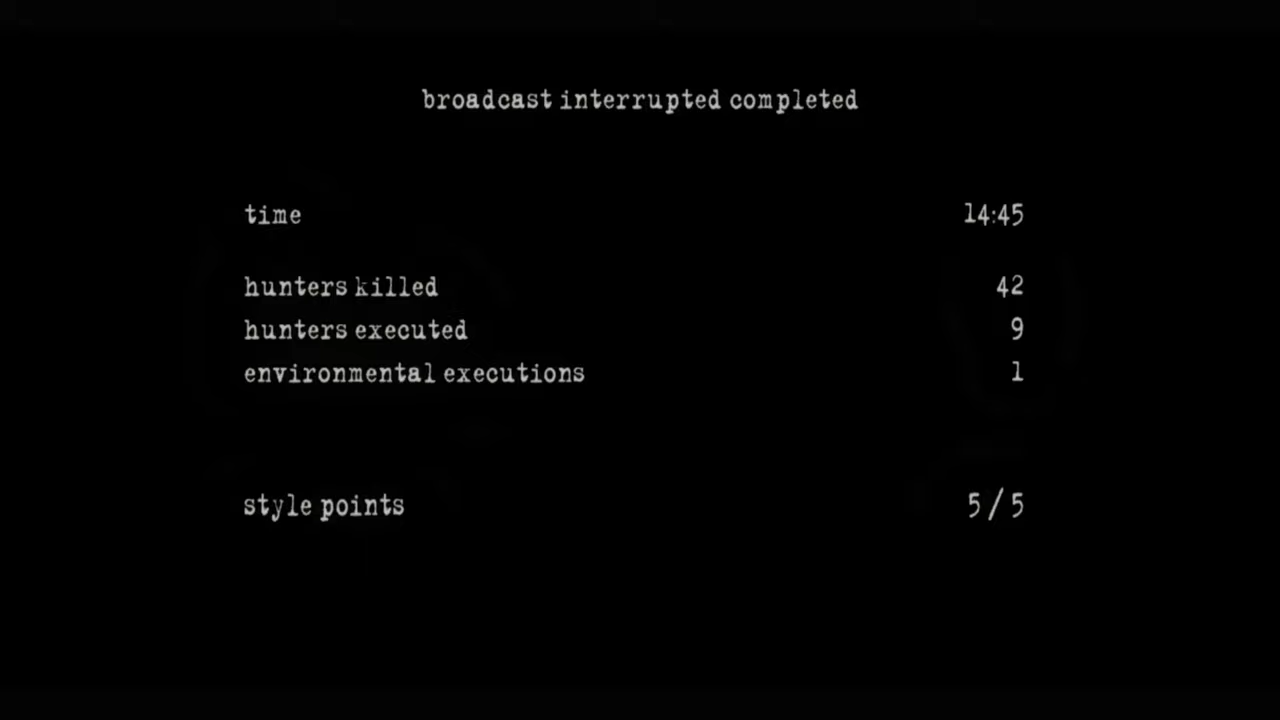 broadcast interrupted completed
time 14:45
hunters killed 42
hunters executed 9
environmental executions 1
style points 5/5